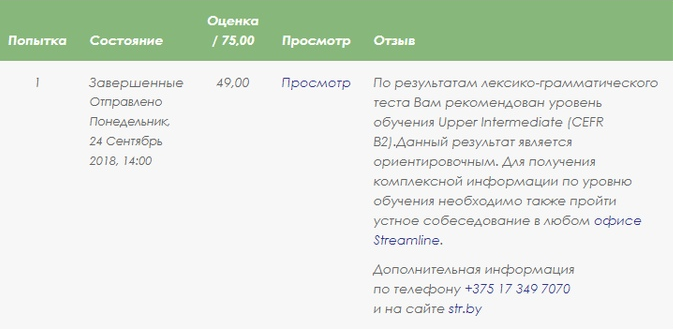 Попытка Состояние Оценка / 75,00 Просмотр Отзыв
1 Завершенные 49,00 Просмотр По результатам лексико-грамматического
Отправлено теста Вам рекомендован уровень
Понедельник, обучения Upper Intermediate (CEFR
24 Сентябрь B2).Данный результат является
2018, 14:00 ориентировочным. Для получения
комплексной информации по уровню
обучения необходимо также пройти
устное собеседование в любом офисе
Streamline.
Дополнительная информация
по телефону +375 17 349 7070
и на сайте str.by